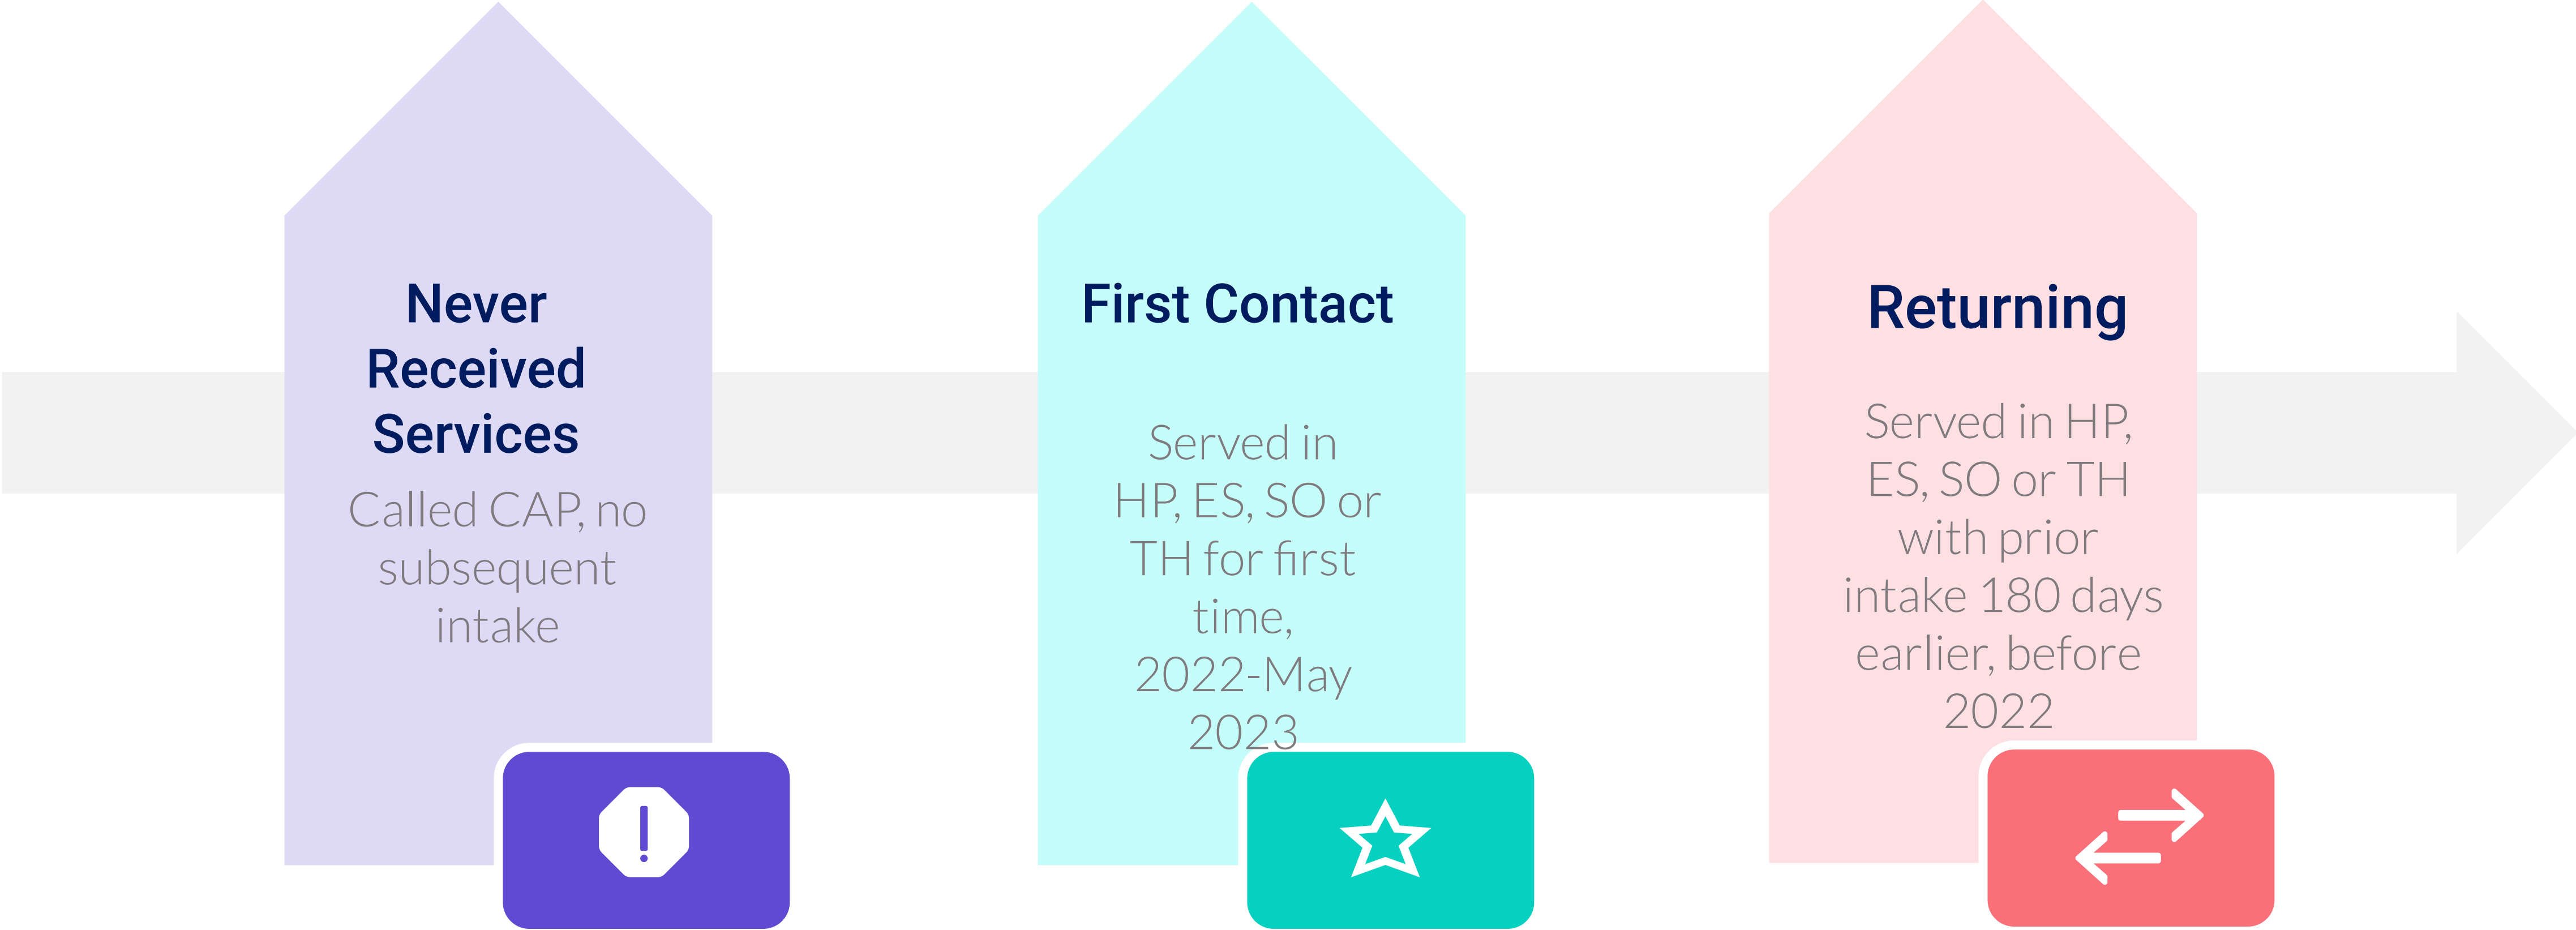 Never
Received
Services
Called CAP, no
subsequent
intake
First Contact
Served in
HP, ES, SO or
TH for first
time,
2022-May
2023
Returning
Served in HP,
ES, SO or TH
with prior
intake 180 days
earlier, before
2022